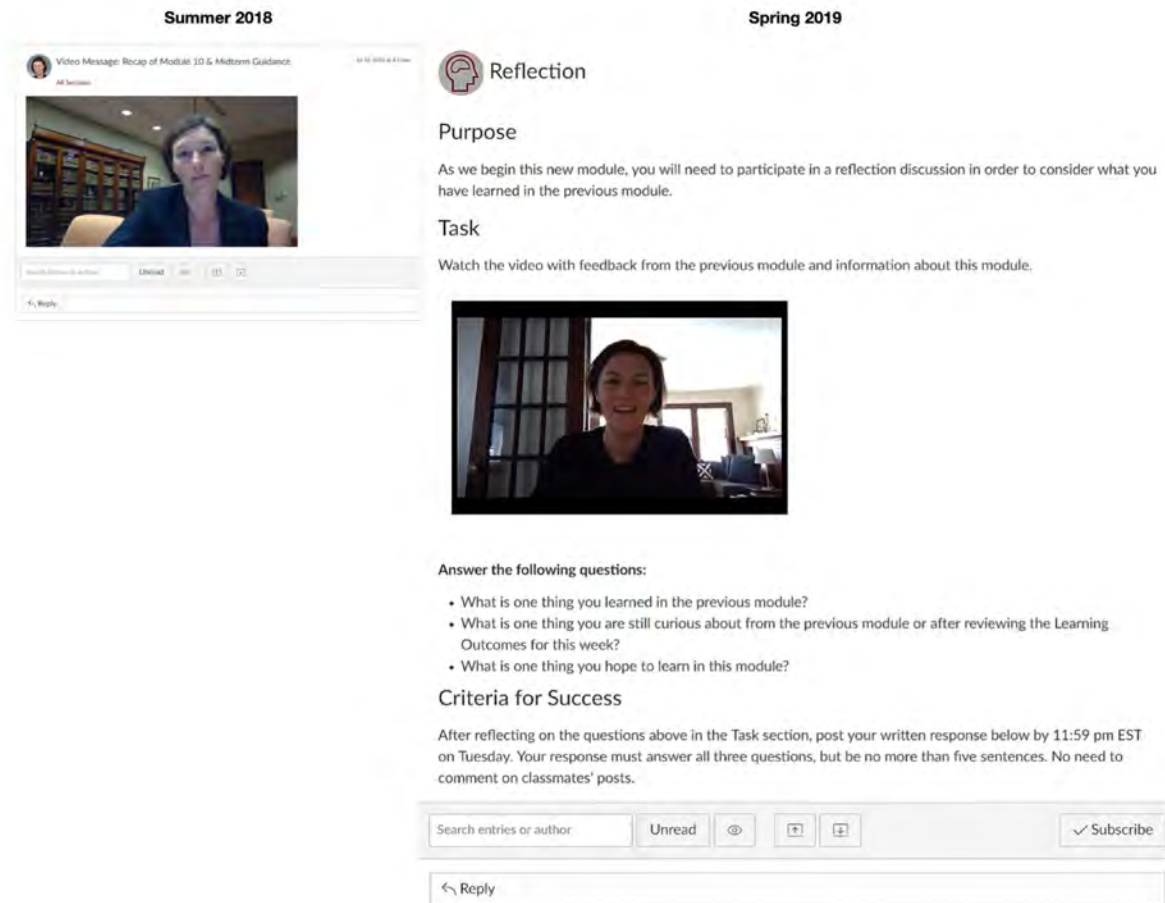 Summer 2018
Video Message: Recap of Module 10 & Midterm Guidance
All Sections
Unread
Reply
Spring 2019
Reflection
Purpose
As we begin this new module, you will need to participate in a reflection discussion in order to consider what you
have learned in the previous module.
Task
Watch the video with feedback from the previous module and information about this module.
Answer the following questions:
• What is one thing you learned in the previous module?
• What is one thing you are still curious about from the previous module or after reviewing the Learning
Outcomes for this week?
• What is one thing you hope to learn in this module?
Criteria for Success
After reflecting on the questions above in the Task section, post your written response below by 11:59 pm EST
on Tuesday. Your response must answer all three questions, but be no more than five sentences. No need to
comment on classmates' posts.
Search entries or author Unread Subscribe
Reply